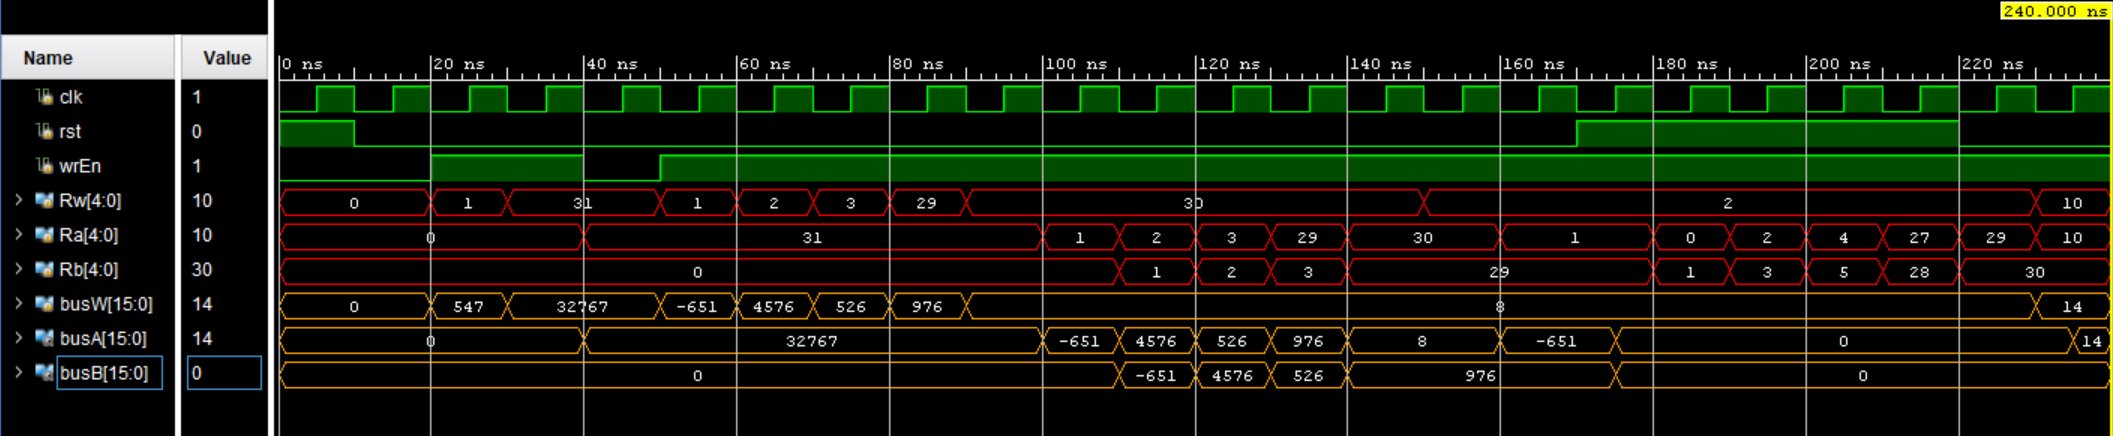 240.000 ns
Name Value 0 ns 20 ns 40 ns 60 ns 80 ns 100 ns 120 ns 140 ns 160 ns 180 ns 200 ns 220 ns
clk 1
rst 0
wrEn 1
Rw[4:0] 10 0 1 31 1 2 3 29 30 2 10
Ra[4:0] 10 0 31 1 2 3 29 30 1 0 2 4 27 29 10
Rb[4:0] 30 0 1 2 3 29 1 3 5 28 30
busW[15:0] 14 0 547 32767 -651 4576 526 976 8 14
busA[15:0] 14 0 32767 -651 4576 526 976 8 -651 0 14
busB[15:0] 0 0 -651 4576 526 976 0